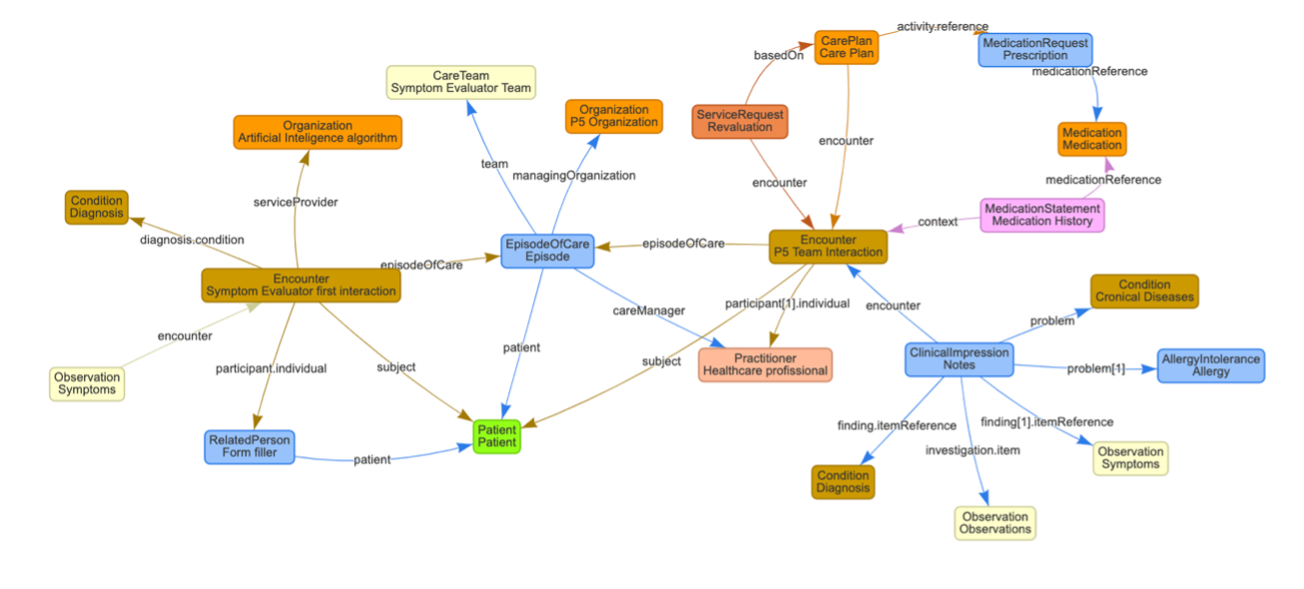 activity.reference
CarePlan
Care Plan
MedicationRequest
Prescription
basedOn
medicationReference
CareTeam
Symptom Evaluator Team
Organization
P5 Organization
ServiceRequest
Revaluation
Organization
Artificial Inteligence algorithm
Medication
Medication
encounter
team
managingOrganization
encounter
medicationReference
serviceProvider
Condition
Diagnosis
MedicationStatement
Medication History
context
diagnosis.condition
EpisodeOfCare
Episode
episodeOfCare
Encounter
P5 Team Interaction
episodeOfCare
Encounter
Symptom Evaluator first interaction
Condition
Cronical Diseases
encounter
participant[1].individual
careManager
problem
encounter
patient
subject
Practitioner
Healthcare profissional
ClinicalImpression
Notes
problem[1]
AllergyIntolerance
Allergy
participant.individual
subject
Observation
Symptoms
finding.itemReference
finding[1].itemReference
RelatedPerson
Form filler
patient
Patient
Patient
investigation.item
Observation
Symptoms
Condition
Diagnosis
Observation
Observations